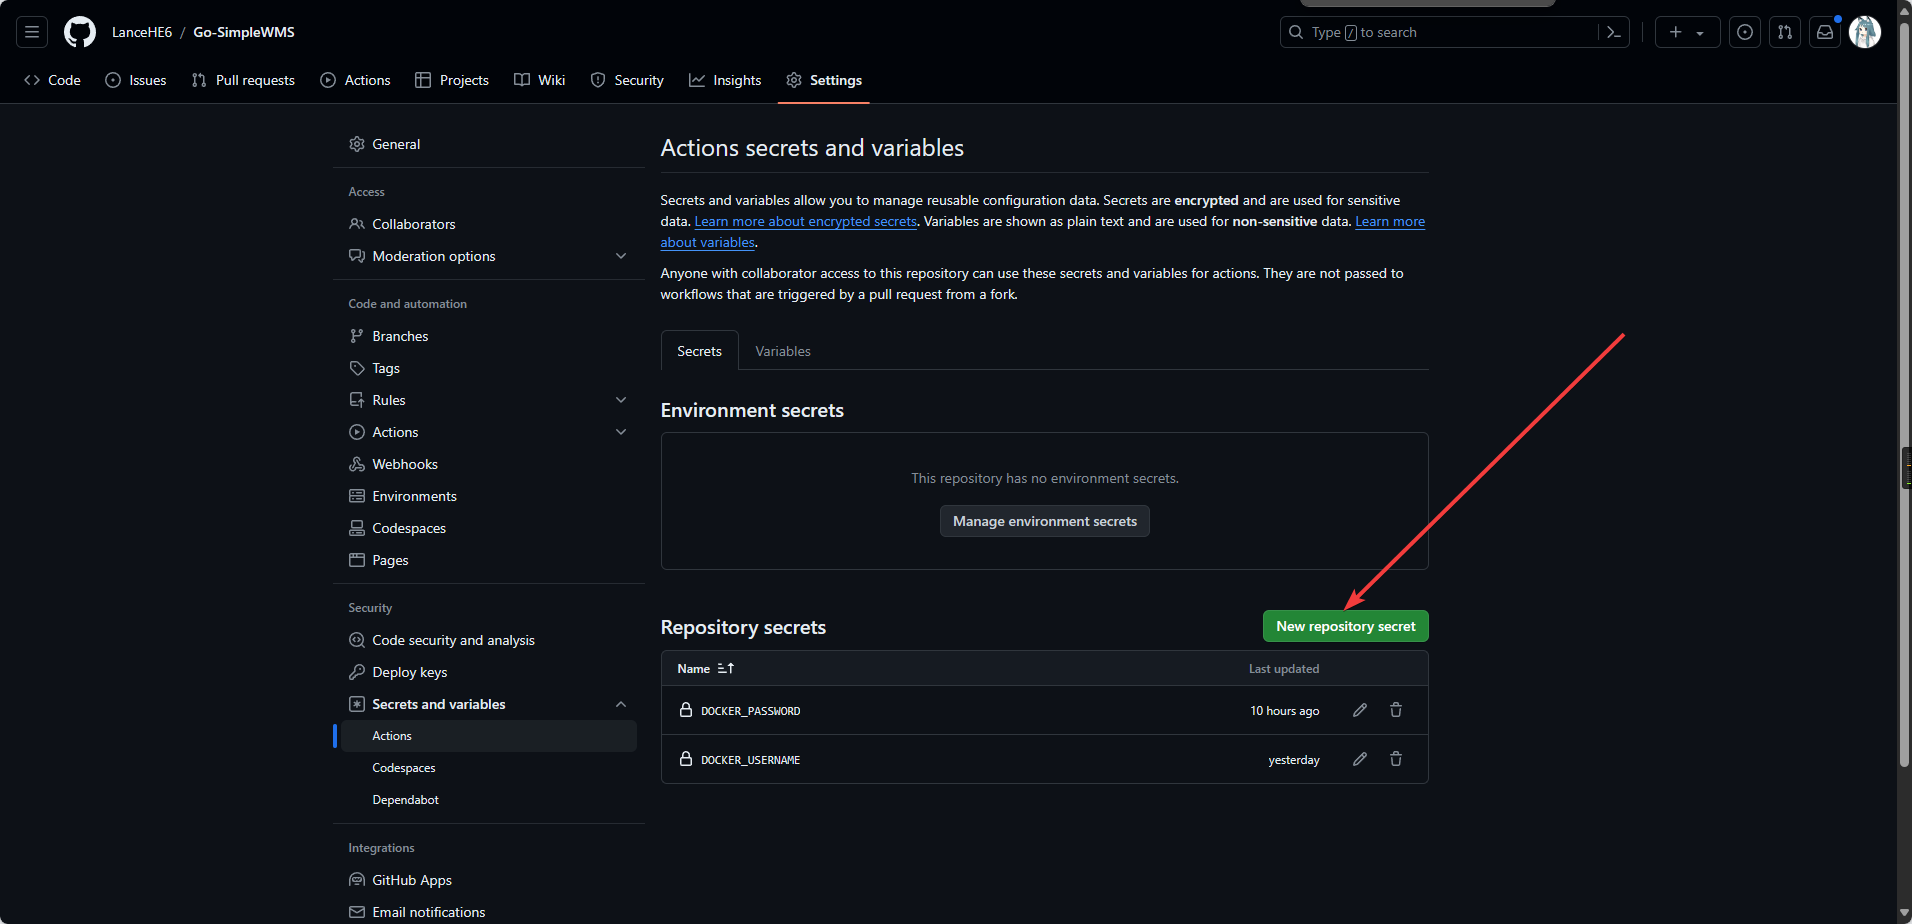 LanceHE6 / Go-SimpleWMS
Type / to search
Code Issues Pull requests Actions Projects Wiki Security Insights Settings
General
Access
Collaborators
Moderation options
Code and automation
Branches
Tags
Rules
Actions
Webhooks
Environments
Codespaces
Pages
Security
Code security and analysis
Deploy keys
Secrets and variables
Actions
Codespaces
Dependabot
Integrations
GitHub Apps
Email notifications
Actions secrets and variables
Secrets and variables allow you to manage reusable configuration data. Secrets are encrypted and are used for sensitive
data. Learn more about encrypted secrets. Variables are shown as plain text and are used for non-sensitive data. Learn more
about variables.
Anyone with collaborator access to this repository can use these secrets and variables for actions. They are not passed to
workflows that are triggered by a pull request from a fork.
Secrets Variables
Environment secrets
This repository has no environment secrets.
Manage environment secrets
Repository secrets
New repository secret
Name Last updated
DOCKER_PASSWORD 10 hours ago
DOCKER_USERNAME yesterday